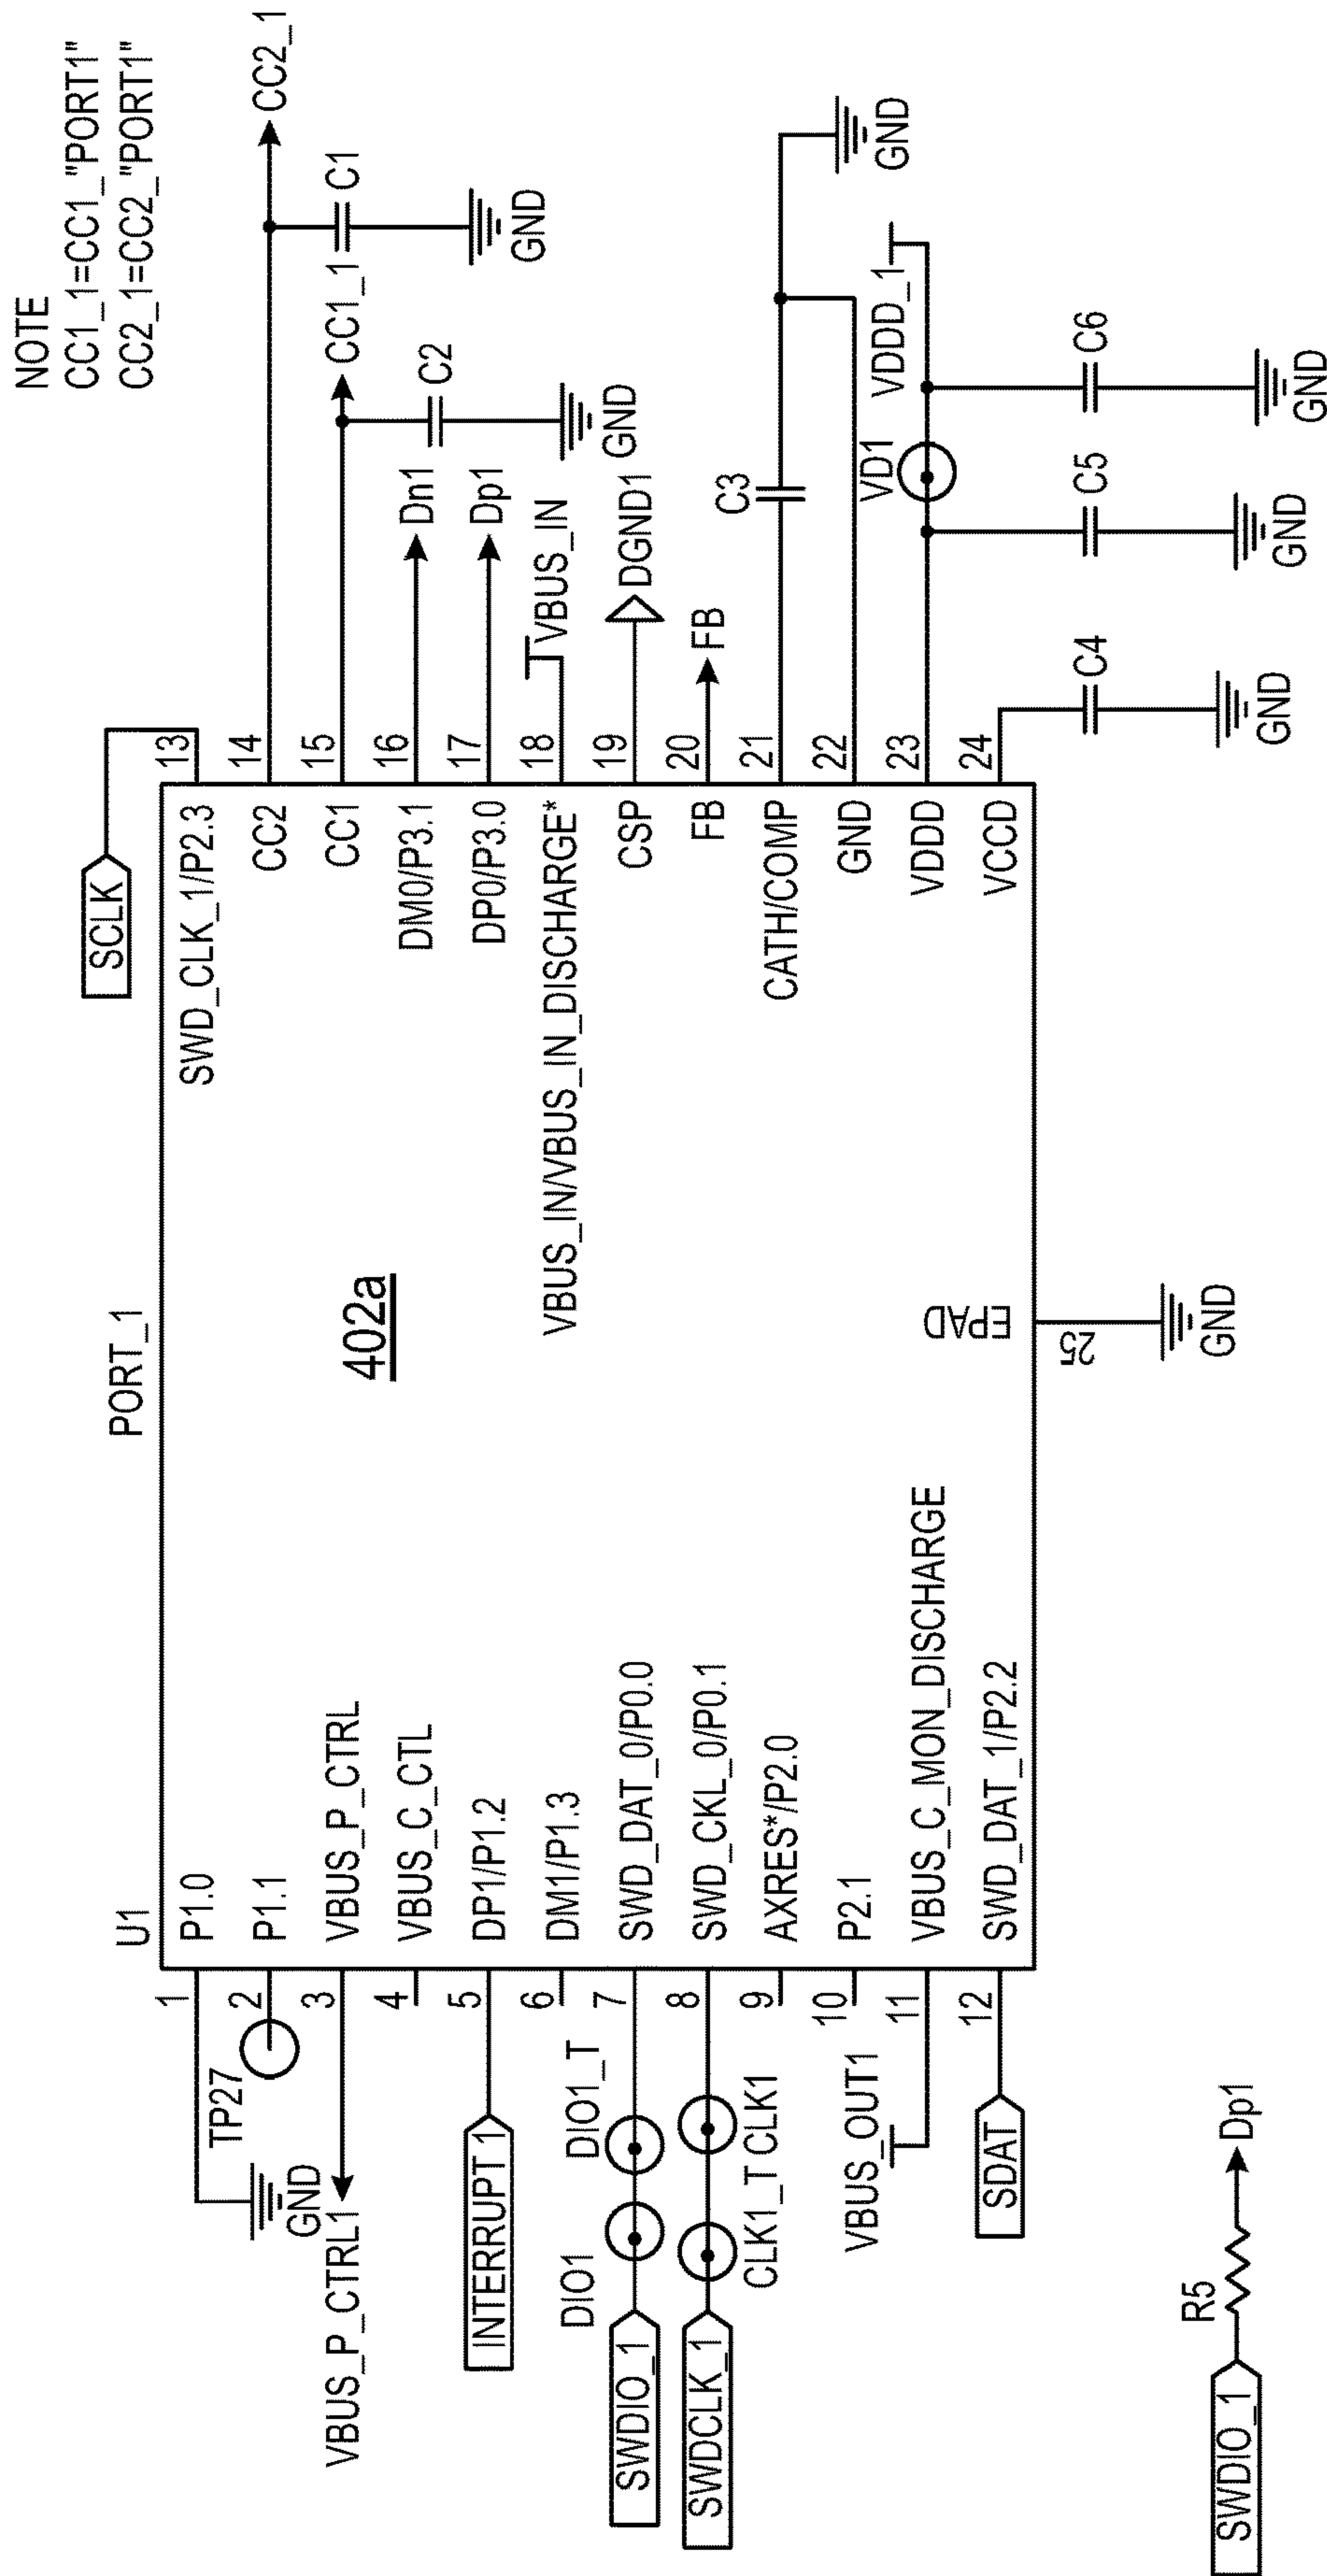 NOTE
CC1_1=CC1_"PORT1"
CC2_1=CC2_"PORT1"
PORT_1
U1
402a
P1.0
P1.1
VBUS_P_CTRL
VBUS_C_CTL
DP1/P1.2
DM1/P1.3
SWD_DAT_0/P0.0
SWD_CKL_0/P0.1
AXRES*/P2.0
P2.1
VBUS_C_MON_DISCHARGE
SWD_DAT_1/P2.2
1
2
3
4
5
6
7
8
9
10
11
12
GND
TP27
VBUS_P_CTRL1
INTERRUPT 1
DIO1
DIO1_T
SWDIO_1
SWDCLK_1
CLK1_T
CLK1
VBUS_OUT1
SDAT
SWD_CLK_1/P2.3
CC2
CC1
DM0/P3.1
DP0/P3.0
VBUS_IN/VBUS_IN_DISCHARGE*
CSP
FB
CATH/COMP
GND
VDDD
VCCD
13
14
15
16
17
18
19
20
21
22
23
24
SCLK
CC2_1
C1
GND
CC1_1
C2
GND
Dn1
Dp1
VBUS_IN
DGND1
FB
C3
GND
VD1
VDDD_1
C4
GND
C5
GND
C6
GND
EPAD
25
GND
SWDIO_1
R5
Dp1